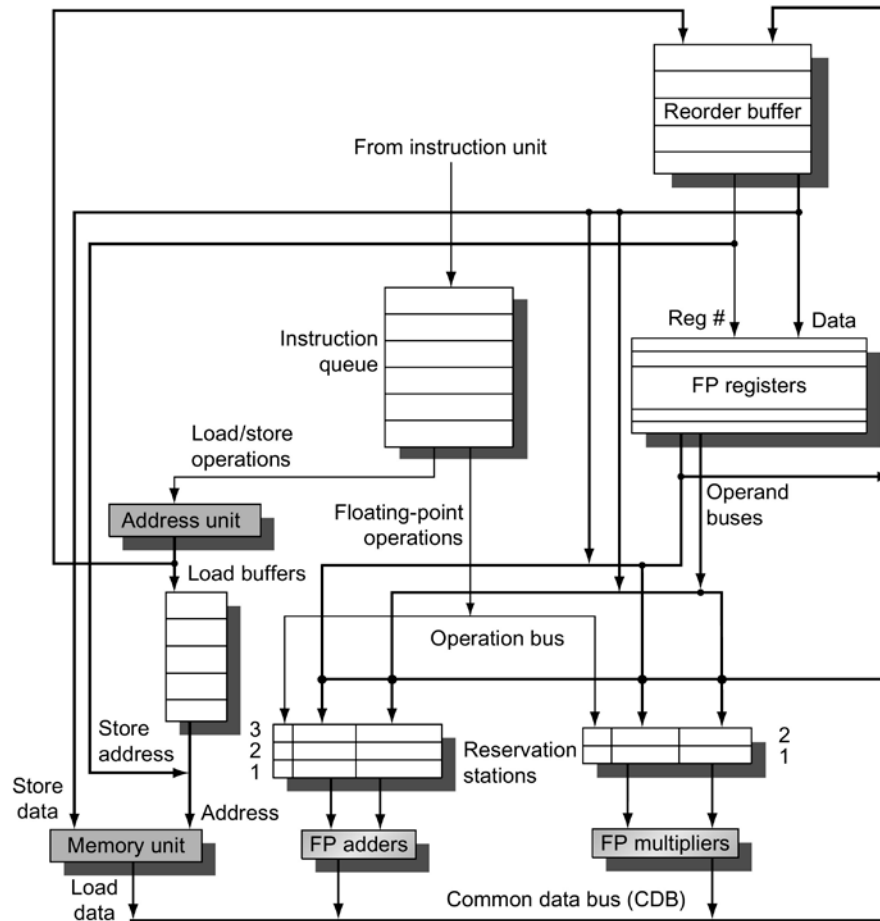 Reorder buffer
From instruction unit
Reg #
Data
Instruction
queue
FP registers
Load/store
operations
Operand
buses
Address unit
Floating-point
operations
Load buffers
Operation bus
Store
address
3
2
1
Reservation
stations
2
1
Store
data
Address
Memory unit
FP adders
FP multipliers
Load
data
Common data bus (CDB)